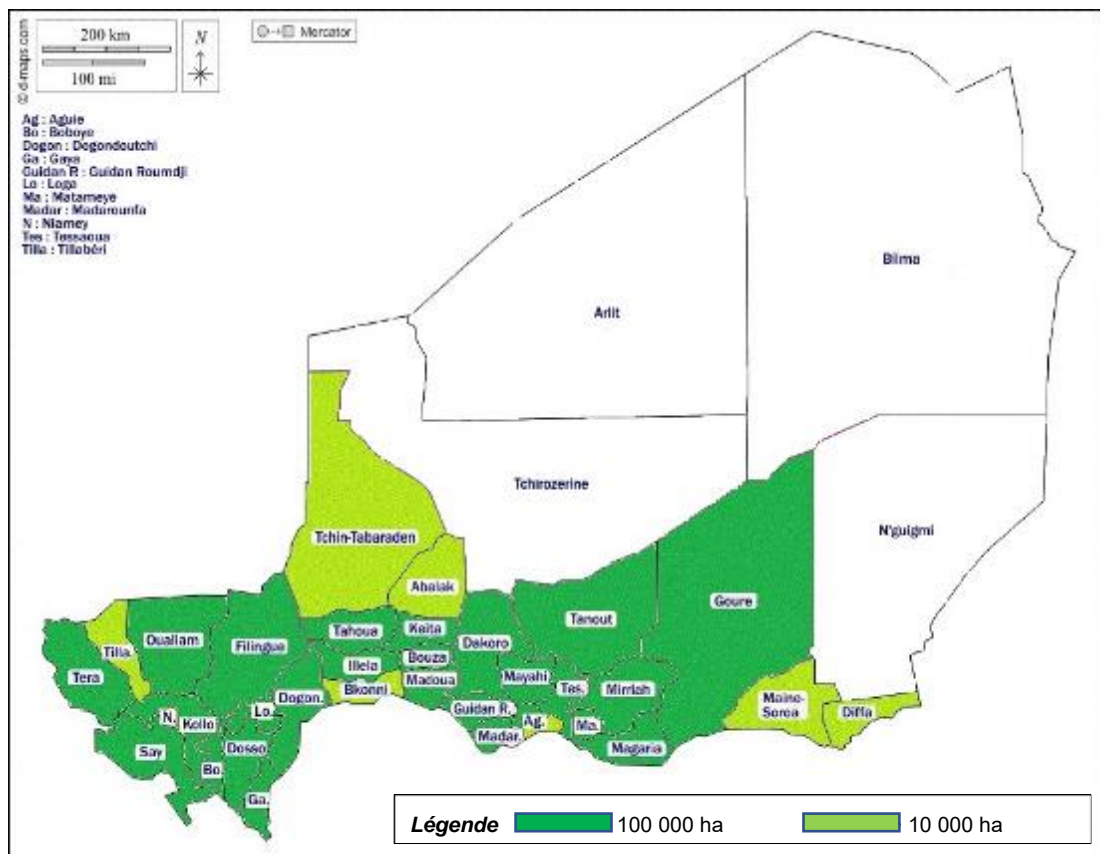 © d-maps.com
200 km
100 mi
N
Mercator
Ag : Aguie
Bo : Boboye
Dogon : Dogondoutchi
Ga : Gaya
Guidan R : Guidan Roumdji
Lo : Loga
Ma : Matameye
Madar : Madarounfa
N : Niamey
Tes : Tessaoua
Tilla : Tillabéri
Bilma
Arlit
Tchirozerine
N'guigmi
Tchin-Tabaraden
Abalak
Goure
Tanout
Ouallam
Filingue
Tahoua
Keita
Dakoro
Tilla.
Tera
Illela
Bouza
Madoua
Mayahi
Tes.
Mirriah
Bkonni
Dogon.
Maine-
Soroa
Diffa
N.
Kollo
Lo.
Guidan R.
Ag.
Ma.
Say
Dosso
Madar.
Magaria
Bo.
Ga.
Légende 100 000 ha 10 000 ha